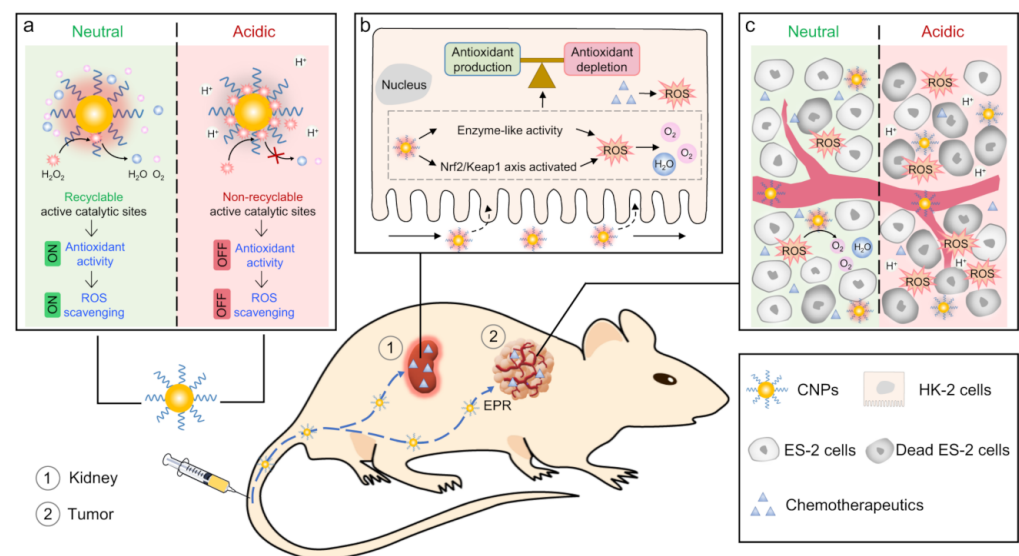 a
Neutral
Acidic
H⁺
H⁺
H⁺
H⁺
H⁺
H₂O₂
H₂O O₂
Recyclable
active catalytic sites
Non-recyclable
active catalytic sites
ON
Antioxidant
activity
OFF
Antioxidant
activity
ON
ROS
scavenging
OFF
ROS
scavenging
b
Antioxidant
production
Antioxidant
depletion
Nucleus
ROS
Enzyme-like activity
Nrf2/Keap1 axis activated
ROS
O₂
O₂
H₂O
c
Neutral
Acidic
ROS
H⁺
H⁺
ROS
ROS
H⁺
ROS
O₂
H₂O
O₂
ROS
H⁺
H⁺
ROS
ROS
1
2
EPR
1 Kidney
2 Tumor
CNPs
HK-2 cells
ES-2 cells
Dead ES-2 cells
Chemotherapeutics